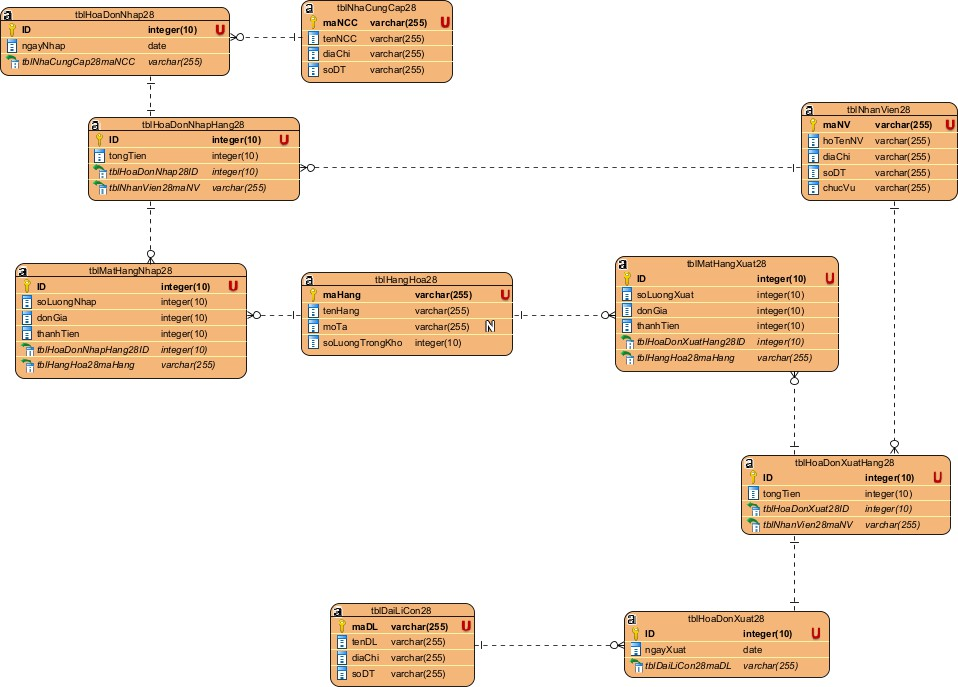 tblHoaDonNhap28
ID integer(10) U
ngayNhap date
tblNhaCungCap28maNCC varchar(255)
tblNhaCungCap28
maNCC varchar(255) U
tenNCC varchar(255)
diaChi varchar(255)
soDT varchar(255)
tblHoaDonNhapHang28
ID integer(10) U
tongTien integer(10)
tblHoaDonNhap28ID integer(10)
tblNhanVien28maNV varchar(255)
tblNhanVien28
maNV varchar(255) U
hoTenNV varchar(255)
diaChi varchar(255)
soDT varchar(255)
chucVu varchar(255)
tblMatHangNhap28
ID integer(10) U
soLuongNhap integer(10)
donGia integer(10)
thanhTien integer(10)
tblHoaDonNhapHang28ID integer(10)
tblHangHoa28maHang varchar(255)
tblHangHoa28
maHang varchar(255) U
tenHang varchar(255)
moTa varchar(255) N
soLuongTrongKho integer(10)
tblMatHangXuat28
ID integer(10) U
soLuongXuat integer(10)
donGia integer(10)
thanhTien integer(10)
tblHoaDonXuatHang28ID integer(10)
tblHangHoa28maHang varchar(255)
tblHoaDonXuatHang28
ID integer(10) U
tongTien integer(10)
tblHoaDonXuat28ID integer(10)
tblNhanVien28maNV varchar(255)
tblDaiLiCon28
maDL varchar(255) U
tenDL varchar(255)
diaChi varchar(255)
soDT varchar(255)
tblHoaDonXuat28
ID integer(10) U
ngayXuat date
tblDaiLiCon28maDL varchar(255)